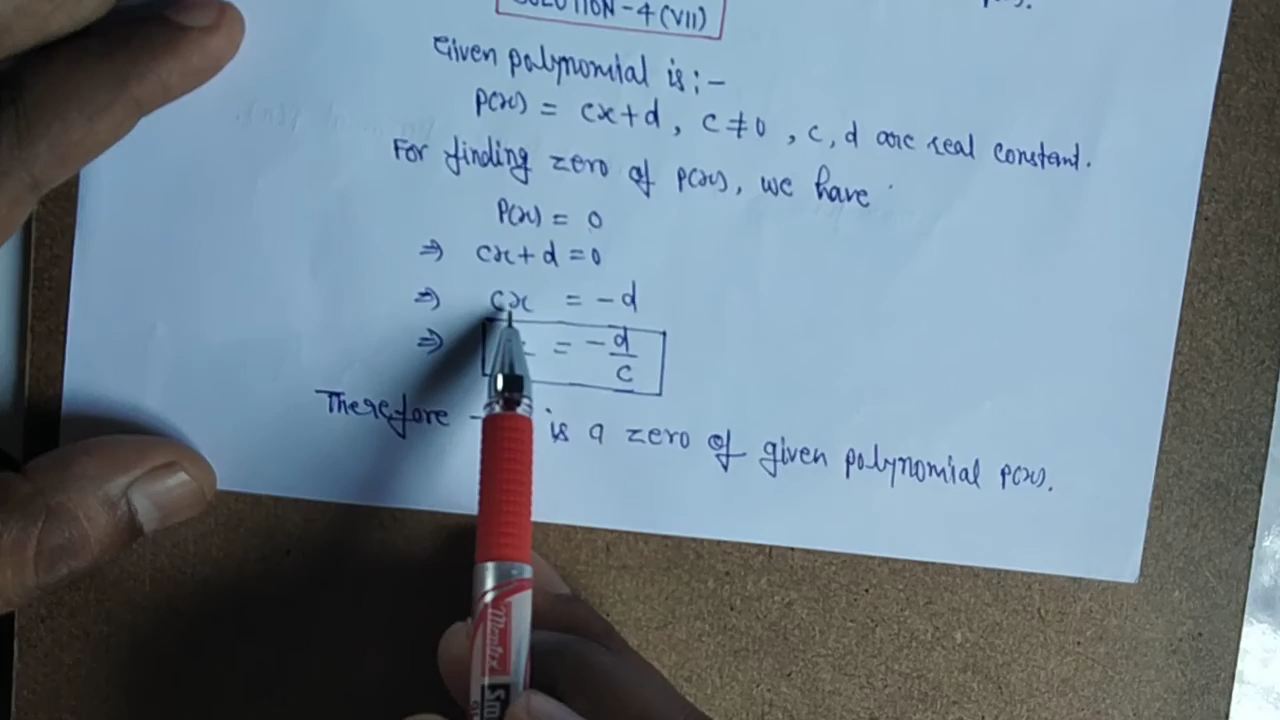 SOLUTION-4(VII)
Given polynomial is:-
P(x) = cx+d, c≠0, c, d are real constant.
For finding zero of P(x), we have
P(x) = 0
⇒ cx+d = 0
⇒ cx = -d
⇒ = -d/c
Therefore - is a zero of given polynomial P(x).
Montex